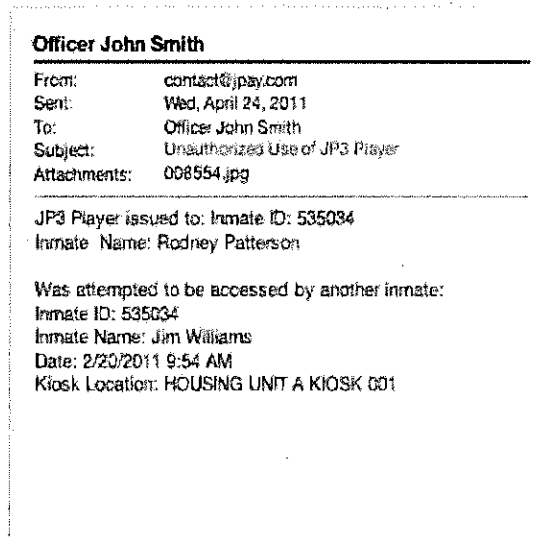 Officer John Smith
From: contact@jpay.com
Sent: Wed, April 24, 2011
To: Officer John Smith
Subject: Unauthorized Use of JP3 Player
Attachments: 008554.jpg
JP3 Player issued to: Inmate ID: 535034
Inmate Name: Rodney Patterson
Was attempted to be accessed by another inmate:
Inmate ID: 535034
Inmate Name: Jim Williams
Date: 2/20/2011 9:54 AM
Kiosk Location: HOUSING UNIT A KIOSK 001